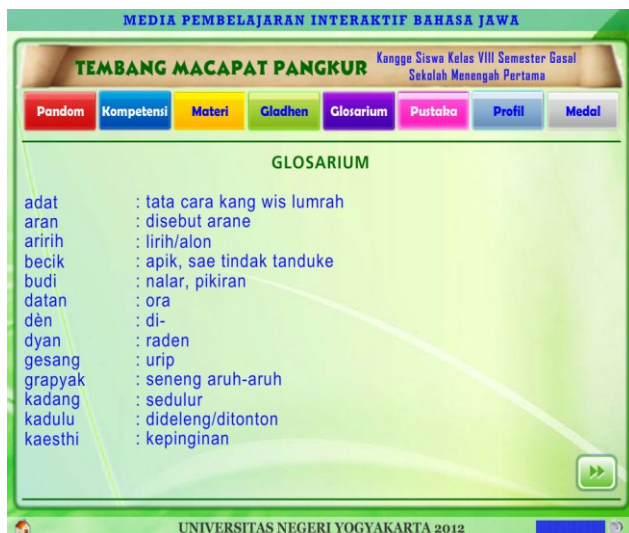 MEDIA PEMBELAJARAN INTERAKTIF BAHASA JAWA
TEMBANG MACAPAT PANGKUR
Kangge Siswa Kelas VIII Semester Gasal
Sekolah Menengah Pertama
Pandom Kompetensi Materi Gladhen Glosarium Pustaka Profil Medal
GLOSARIUM
adat : tata cara kang wis lumrah
aran : disebut arane
aririh : lirih/alon
becik : apik, sae tindak tanduke
budi : nalar, pikiran
datan : ora
dèn : di-
dyan : raden
gesang : urip
grapyak : seneng aruh-aruh
kadang : sedulur
kadulu : dideleng/ditonton
kaesthi : kepinginan
UNIVERSITAS NEGERI YOGYAKARTA 2012